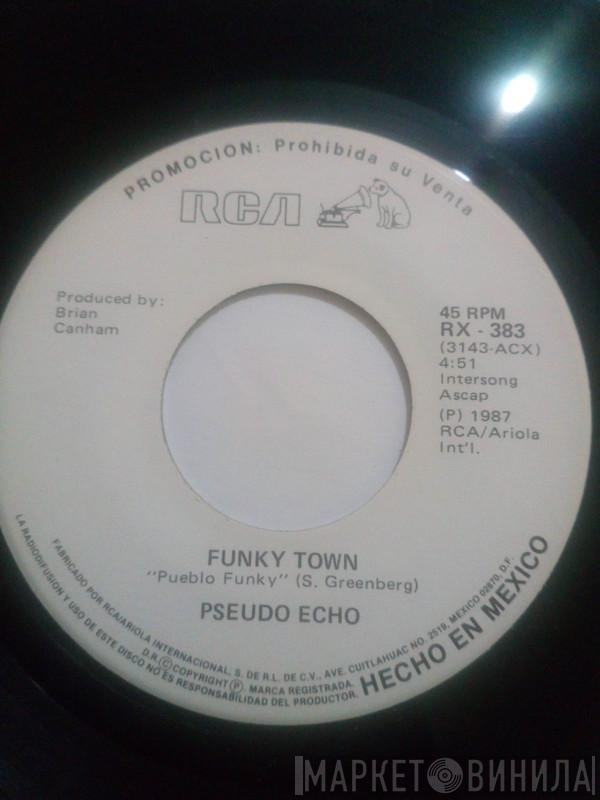 PROMOCION: Prohibida su Venta
RCA
Produced by:
Brian
Canham
45 RPM
RX - 383
(3143-ACX)
4:51
Intersong
Ascap
(P) 1987
RCA/Ariola
Int'l.
FUNKY TOWN
"Pueblo Funky" (S. Greenberg)
PSEUDO ECHO
FABRICADO POR RCA/ARIOLA INTERNACIONAL, S. DE R.L. DE C.V., AVE. CUITLAHUAC NO. 2519, MEXICO 02870, D.F.
D.R. © COPYRIGHT Ⓟ. MARCA REGISTRADA. HECHO EN MEXICO
LA RADIODIFUSION Y USO DE ESTE DISCO NO ES RESPONSABILIDAD DEL PRODUCTOR.
МАРКЕТ ВИНИЛА